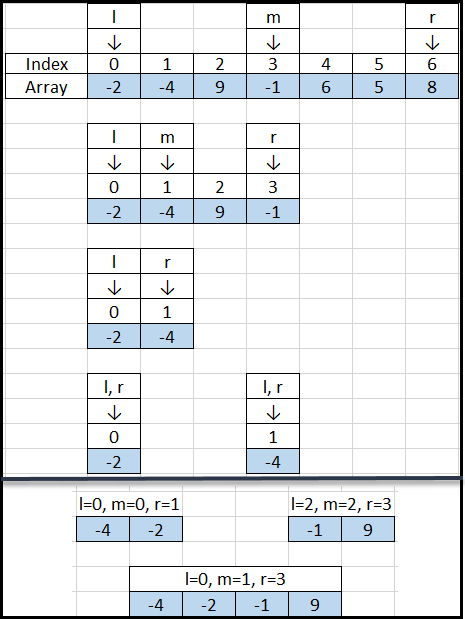 l m r
↓ ↓ ↓
Index 0 1 2 3 4 5 6
Array -2 -4 9 -1 6 5 8
l m r
↓ ↓ ↓
0 1 2 3
-2 -4 9 -1
l r
↓ ↓
0 1
-2 -4
l, r l, r
↓ ↓
0 1
-2 -4
l=0, m=0, r=1 l=2, m=2, r=3
-4 -2 -1 9
l=0, m=1, r=3
-4 -2 -1 9